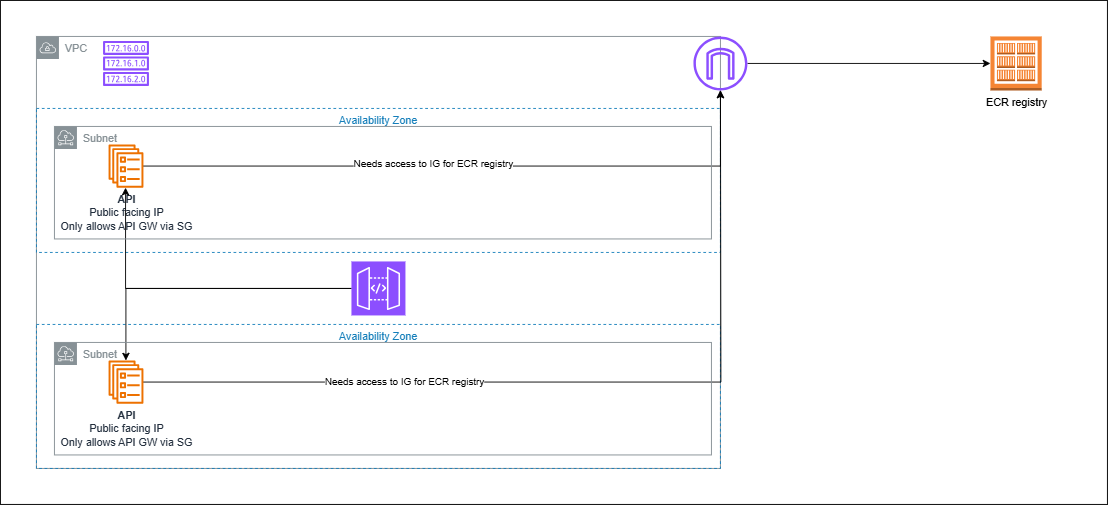 VPC
172.16.0.0
172.16.1.0
172.16.2.0
ECR registry
Availability Zone
Subnet
Needs access to IG for ECR registry
API
Public facing IP
Only allows API GW via SG
Availability Zone
Subnet
Needs access to IG for ECR registry
API
Public facing IP
Only allows API GW via SG